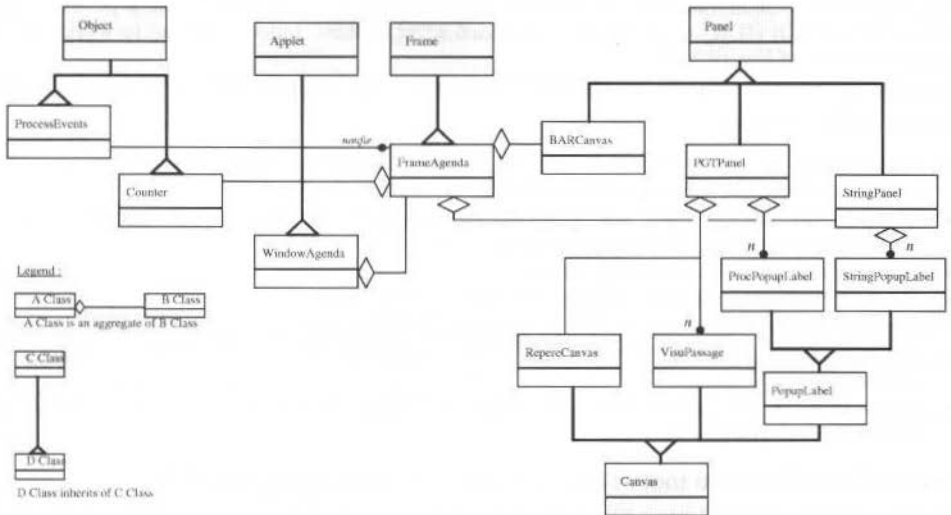 Object
Applet
Frame
Panel
ProcessEvents
notifie
FrameAgenda
BARCanvas
PGTPanel
StringPanel
Counter
WindowAgenda
n
n
ProcPopupLabel
StringPopupLabel
Legend :
A Class
B Class
A Class is an aggregate of B Class
n
RepereCanvas
VisuPassage
PopupLabel
C Class
D Class
D Class inherits of C Class
Canvas